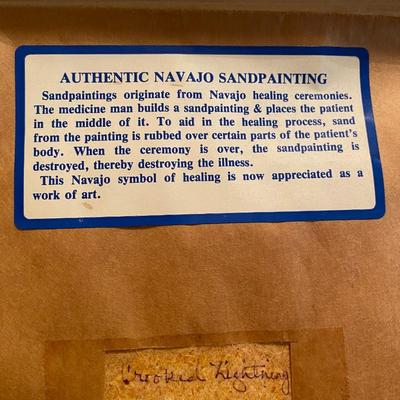 AUTHENTIC NAVAJO SANDPAINTING
Sandpaintings originate from Navajo healing ceremonies.
The medicine man builds a sandpainting & places the patient
in the middle of it. To aid in the healing process, sand
from the painting is rubbed over certain parts of the patient's
body. When the ceremony is over, the sandpainting is
destroyed, thereby destroying the illness.
This Navajo symbol of healing is now appreciated as a
work of art.
Crooked Lightning